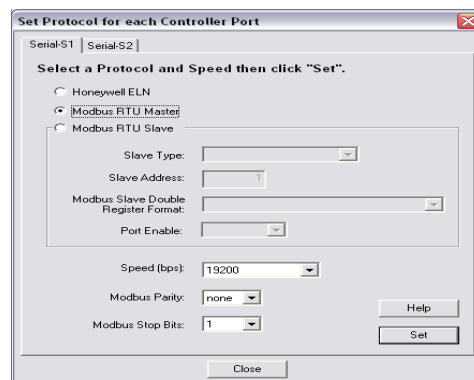 Set Protocol for each Controller Port
Serial-S1 Serial-S2
Select a Protocol and Speed then click "Set".
Honeywell ELN
Modbus RTU Master
Modbus RTU Slave
Slave Type:
Slave Address: 1
Modbus Slave Double
Register Format:
Port Enable:
Speed (bps): 19200
Modbus Parity: none
Help
Modbus Stop Bits: 1
Set
Close